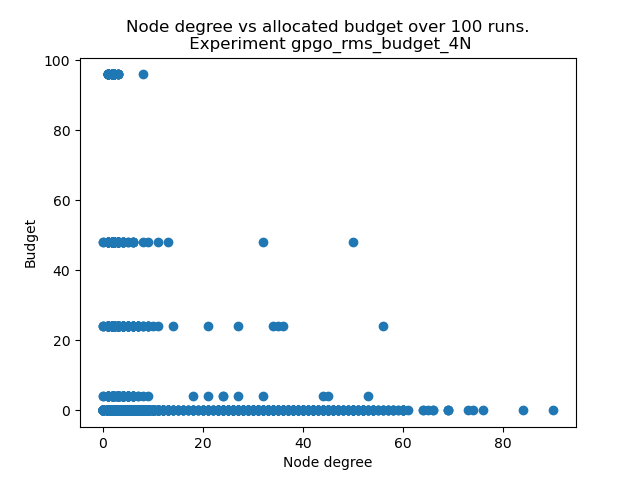 Node degree vs allocated budget over 100 runs.
Experiment gpgo_rms_budget_4N
100
80
60
40
20
0
Budget
0 20 40 60 80
Node degree